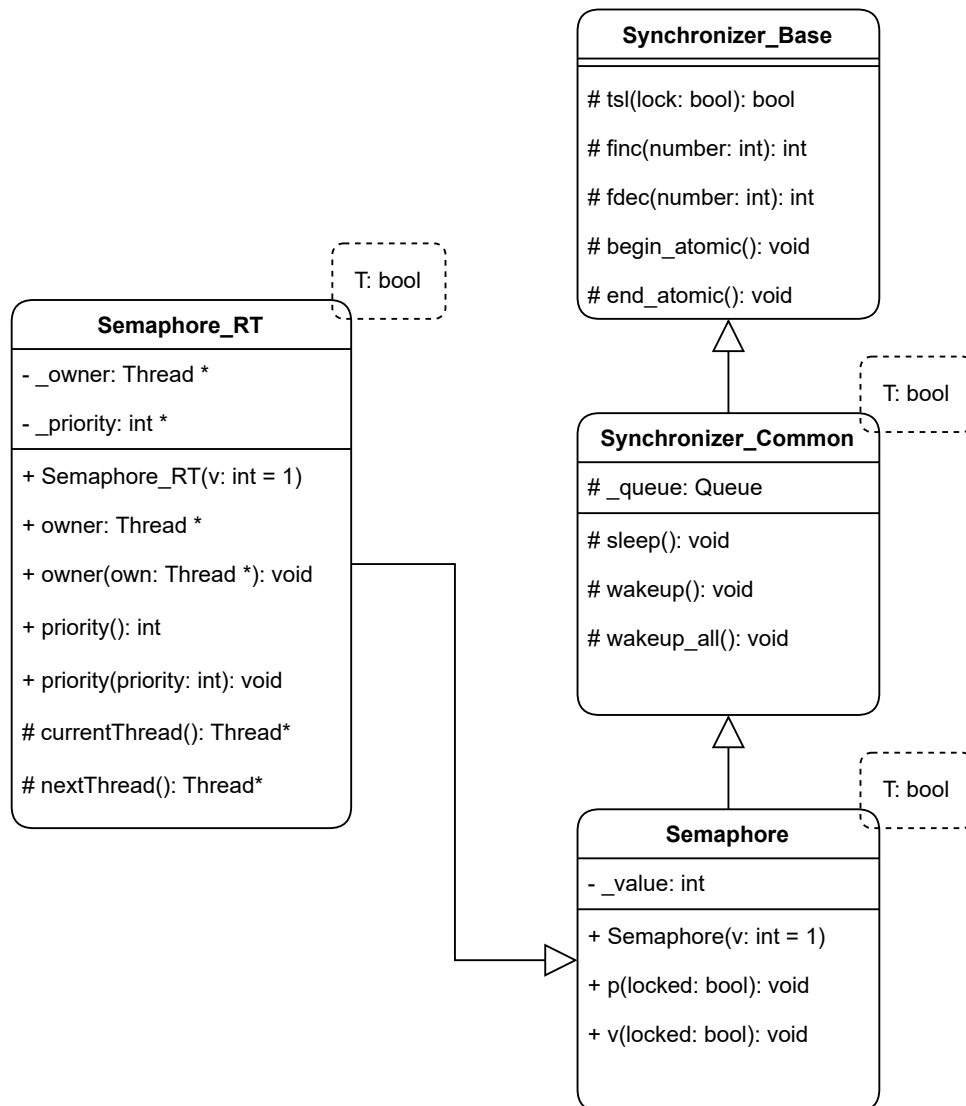 Synchronizer_Base
# tsl(lock: bool): bool
# finc(number: int): int
# fdec(number: int): int
# begin_atomic(): void
# end_atomic(): void
T: bool
Semaphore_RT
- _owner: Thread *
- _priority: int *
+ Semaphore_RT(v: int = 1)
+ owner: Thread *
+ owner(own: Thread *): void
+ priority(): int
+ priority(priority: int): void
# currentThread(): Thread*
# nextThread(): Thread*
T: bool
Synchronizer_Common
# _queue: Queue
# sleep(): void
# wakeup(): void
# wakeup_all(): void
T: bool
Semaphore
- _value: int
+ Semaphore(v: int = 1)
+ p(locked: bool): void
+ v(locked: bool): void